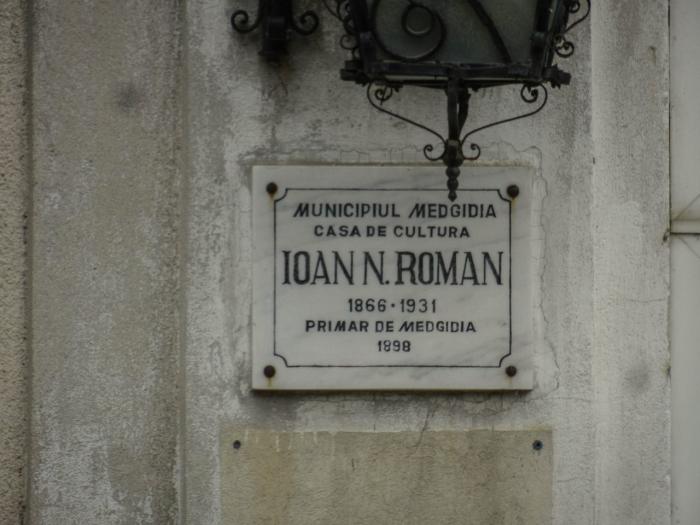 MUNICIPIUL MEDGIDIA
CASA DE CULTURA
IOAN N. ROMAN
1866 • 1931
PRIMAR DE MEDGIDIA
1898